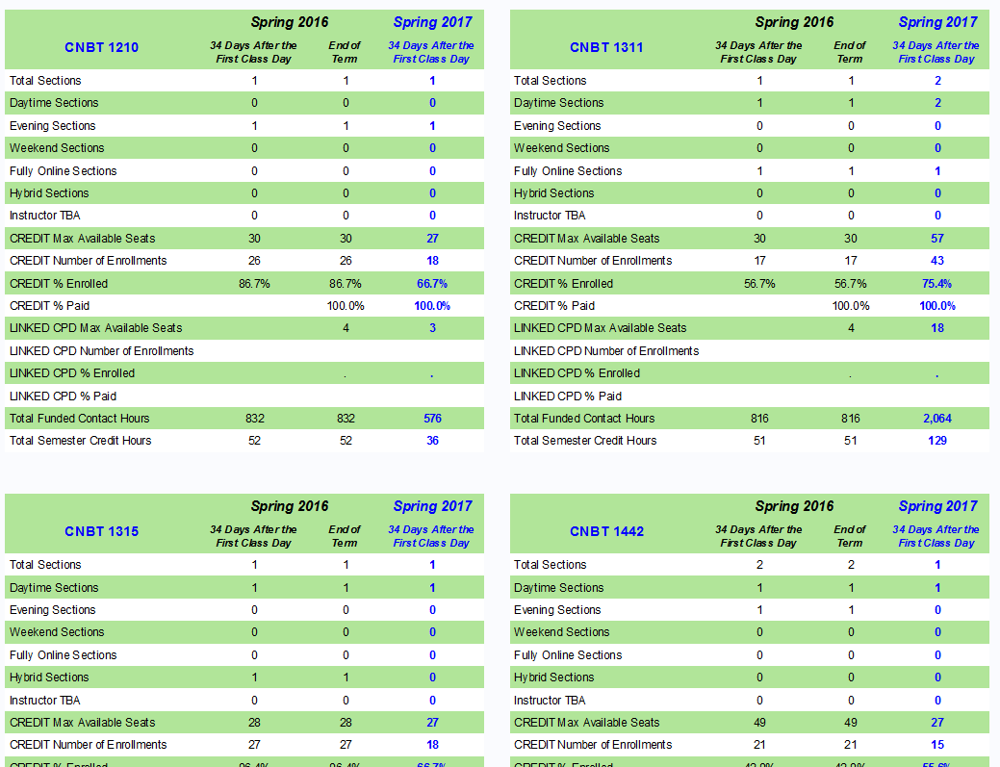 Spring 2016 Spring 2017
CNBT 1210 34 Days After the First Class Day End of Term 34 Days After the First Class Day
Total Sections 1 1 1
Daytime Sections 0 0 0
Evening Sections 1 1 1
Weekend Sections 0 0 0
Fully Online Sections 0 0 0
Hybrid Sections 0 0 0
Instructor TBA 0 0 0
CREDIT Max Available Seats 30 30 27
CREDIT Number of Enrollments 26 26 18
CREDIT % Enrolled 86.7% 86.7% 66.7%
CREDIT % Paid 100.0% 100.0%
LINKED CPD Max Available Seats 4 3
LINKED CPD Number of Enrollments
LINKED CPD % Enrolled . .
LINKED CPD % Paid
Total Funded Contact Hours 832 832 576
Total Semester Credit Hours 52 52 36
Spring 2016 Spring 2017
CNBT 1311 34 Days After the First Class Day End of Term 34 Days After the First Class Day
Total Sections 1 1 2
Daytime Sections 1 1 2
Evening Sections 0 0 0
Weekend Sections 0 0 0
Fully Online Sections 1 1 1
Hybrid Sections 0 0 0
Instructor TBA 0 0 0
CREDIT Max Available Seats 30 30 57
CREDIT Number of Enrollments 17 17 43
CREDIT % Enrolled 56.7% 56.7% 75.4%
CREDIT % Paid 100.0% 100.0%
LINKED CPD Max Available Seats 4 18
LINKED CPD Number of Enrollments
LINKED CPD % Enrolled . .
LINKED CPD % Paid
Total Funded Contact Hours 816 816 2,064
Total Semester Credit Hours 51 51 129
Spring 2016 Spring 2017
CNBT 1315 34 Days After the First Class Day End of Term 34 Days After the First Class Day
Total Sections 1 1 1
Daytime Sections 1 1 1
Evening Sections 0 0 0
Weekend Sections 0 0 0
Fully Online Sections 0 0 0
Hybrid Sections 1 1 0
Instructor TBA 0 0 0
CREDIT Max Available Seats 28 28 27
CREDIT Number of Enrollments 27 27 18
CREDIT % Enrolled 96.4% 96.4% 66.7%
Spring 2016 Spring 2017
CNBT 1442 34 Days After the First Class Day End of Term 34 Days After the First Class Day
Total Sections 2 2 1
Daytime Sections 1 1 1
Evening Sections 1 1 0
Weekend Sections 0 0 0
Fully Online Sections 0 0 0
Hybrid Sections 0 0 0
Instructor TBA 0 0 0
CREDIT Max Available Seats 49 49 27
CREDIT Number of Enrollments 21 21 15
CREDIT % Enrolled 42.9% 42.9% 55.6%